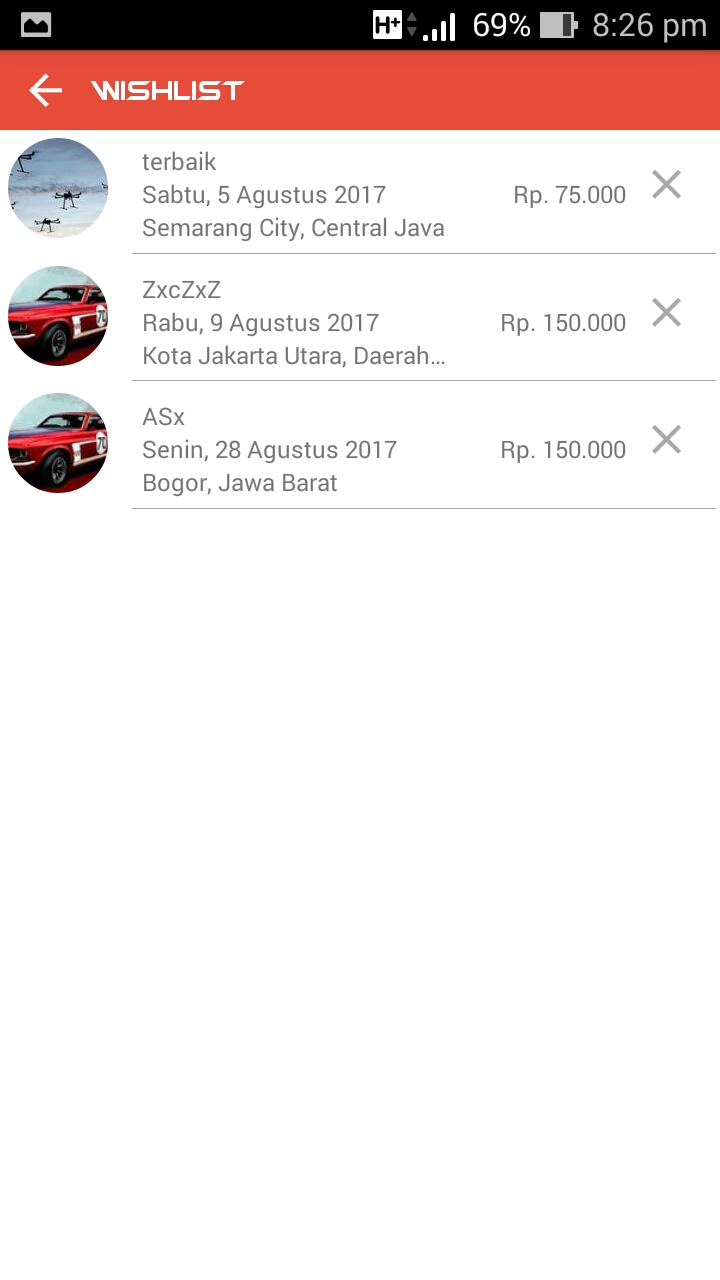 H+ 69% 8:26 pm
WISHLIST
terbaik
Sabtu, 5 Agustus 2017 Rp. 75.000
Semarang City, Central Java
ZxcZxZ
Rabu, 9 Agustus 2017 Rp. 150.000
Kota Jakarta Utara, Daerah...
70
ASx
Senin, 28 Agustus 2017 Rp. 150.000
Bogor, Jawa Barat
70